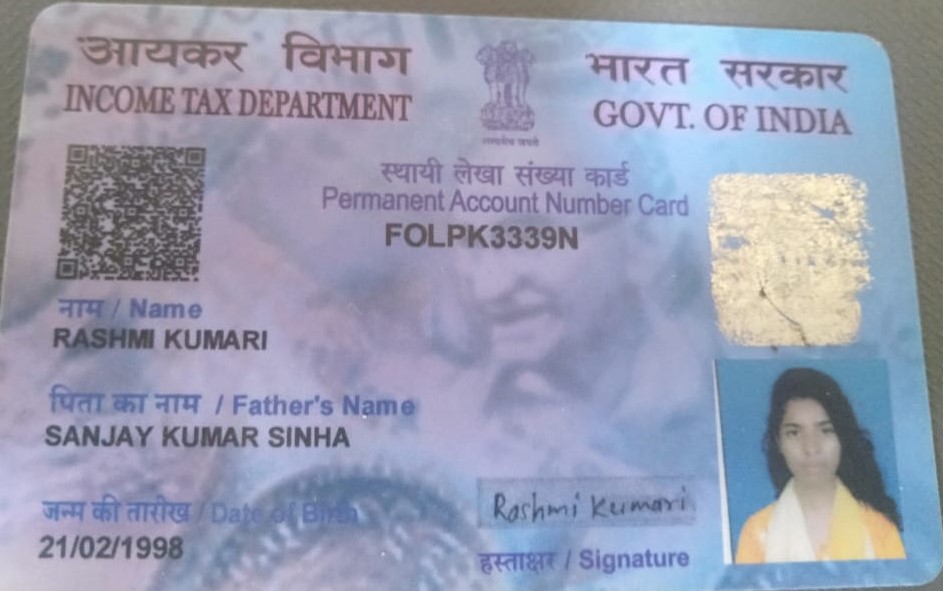 आयकर विभाग
INCOME TAX DEPARTMENT
भारत सरकार
GOVT. OF INDIA
सत्यमेव जयते
स्थायी लेखा संख्या कार्ड
Permanent Account Number Card
FOLPK3339N
नाम / Name
RASHMI KUMARI
पिता का नाम / Father's Name
SANJAY KUMAR SINHA
जन्म की तारीख / Date of Birth
21/02/1998
Rashmi Kumari
हस्ताक्षर / Signature